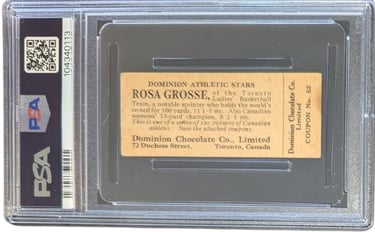 104340113
PSA
PSA
DOMINION ATHLETIC STARS
ROSA GROSSE, of the Toronto
Ladies' Basketball
Team, a notable sprinter who holds the world's
record for 100 yards, 11 1-5 sec. Also Canadian
womens' 75-yard champion, 8 2-5 sec.
This is one of a series of 120 pictures of Canadian
athletes. Save the attached coupons.
Dominion Chocolate Co., Limited
72 Duchess Street, Toronto, Canada
Dominion Chocolate Co.
Limited
COUPON No. 52